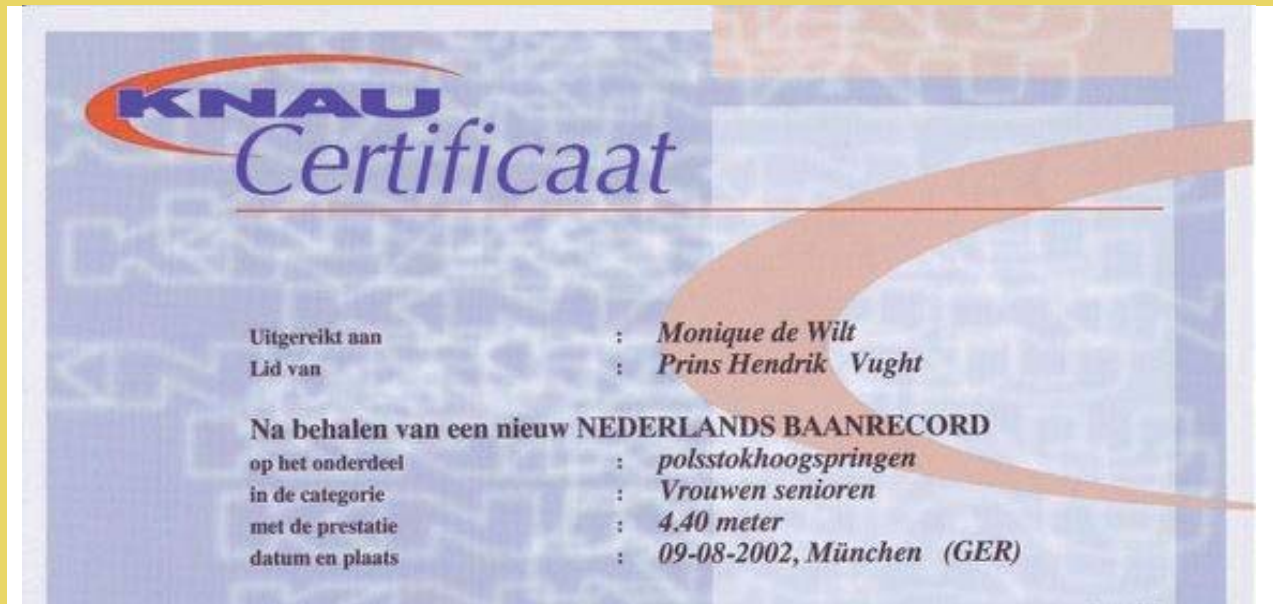 KNAU
Certificaat
Uitgereikt aan : Monique de Wilt
Lid van : Prins Hendrik Vught
Na behalen van een nieuw NEDERLANDS BAANRECORD
op het onderdeel : polsstokhoogspringen
in de categorie : Vrouwen senioren
met de prestatie : 4.40 meter
datum en plaats : 09-08-2002, München (GER)